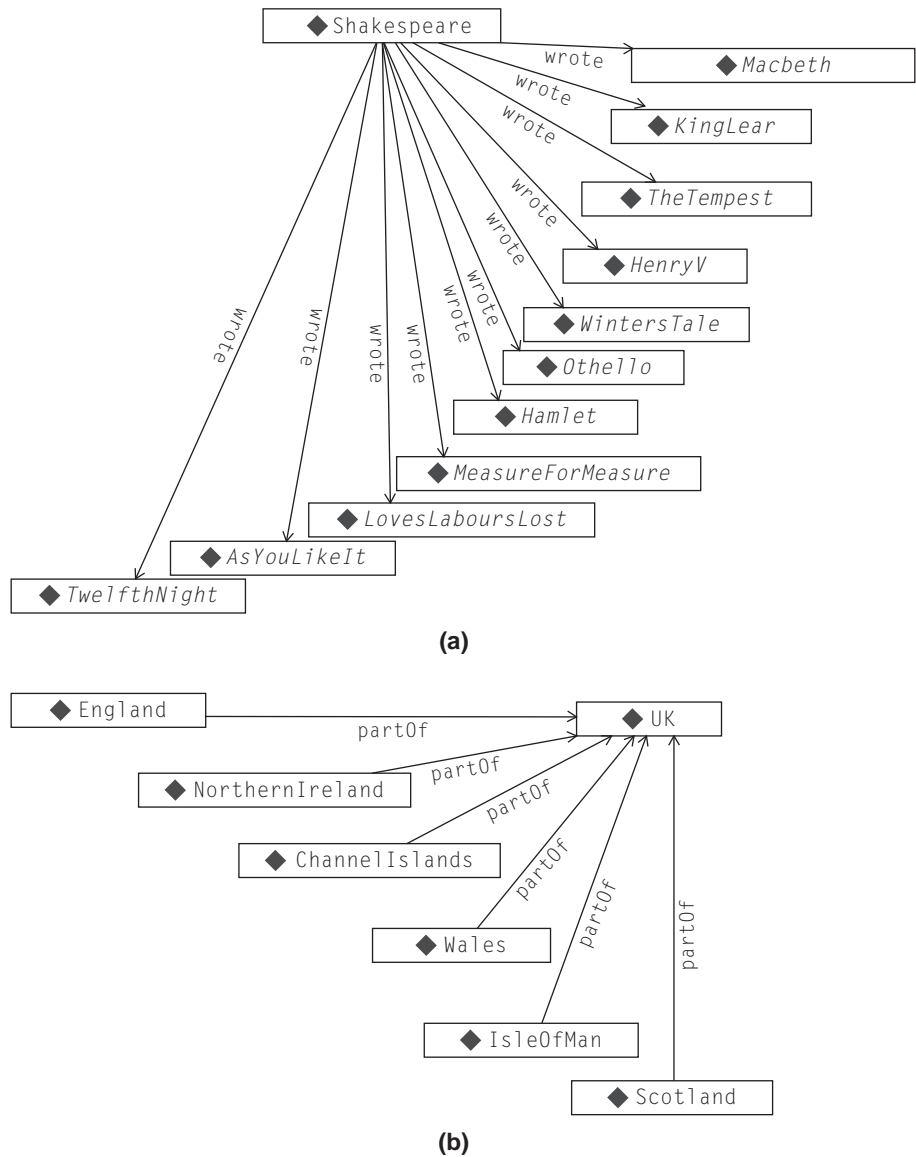 Shakespeare
wrote
Macbeth
wrote
KingLear
wrote
TheTempest
wrote
HenryV
wrote
WintersTale
wrote
Othello
wrote
Hamlet
wrote
MeasureForMeasure
wrote
LovesLaboursLost
wrote
AsYouLikeIt
wrote
TwelfthNight
(a)
England
UK
partOf
NorthernIreland
partOf
ChannelIslands
partOf
Wales
partOf
IsleOfMan
partOf
Scotland
partOf
(b)